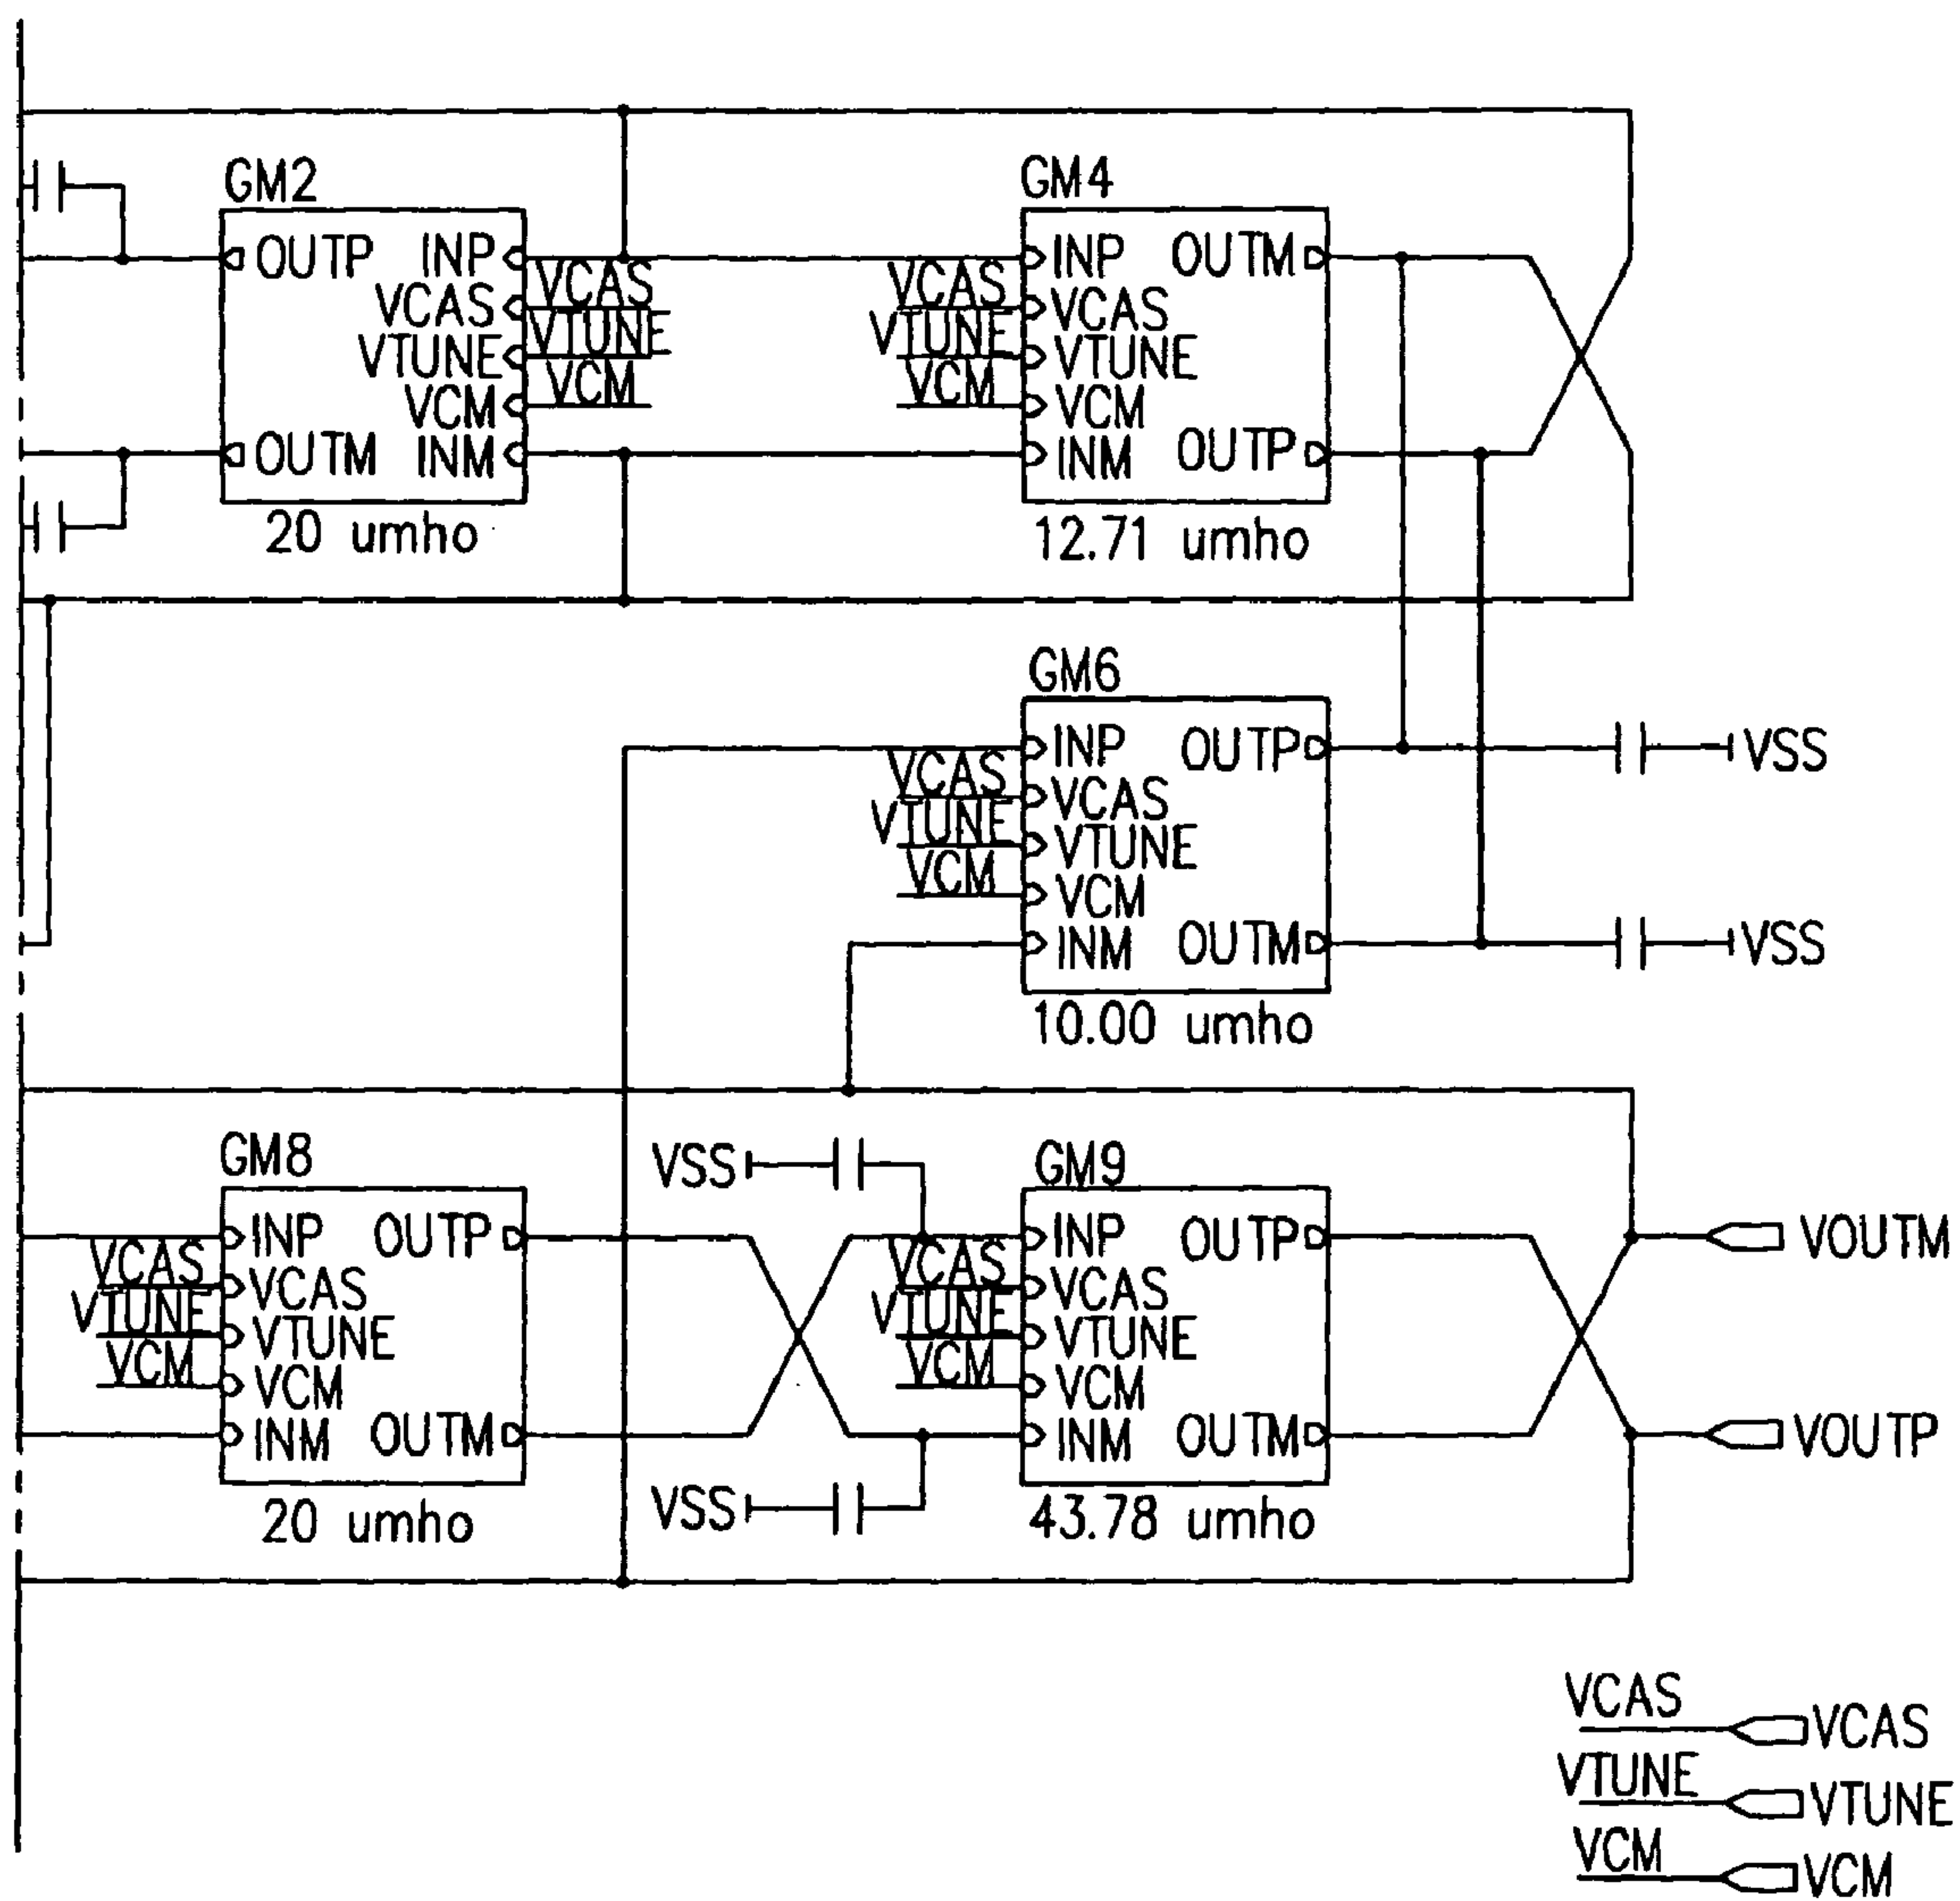 GM2
OUTP INP
VCAS VCAS
VTUNE VTUNE
VCM VCM
OUTM INM
20 umho
GM4
INP OUTM
VCAS VCAS
VTUNE VTUNE
VCM VCM
INM OUTP
12.71 umho
GM6
INP OUTP VSS
VCAS VCAS
VTUNE VTUNE
VCM VCM
INM OUTM VSS
10.00 umho
GM8
INP OUTP
VCAS VCAS
VTUNE VTUNE
VCM VCM
INM OUTM
20 umho
VSS
GM9
INP OUTP VOUTM
VCAS VCAS
VTUNE VTUNE
VCM VCM
INM OUTM VOUTP
VSS
43.78 umho
VCAS VCAS
VTUNE VTUNE
VCM VCM